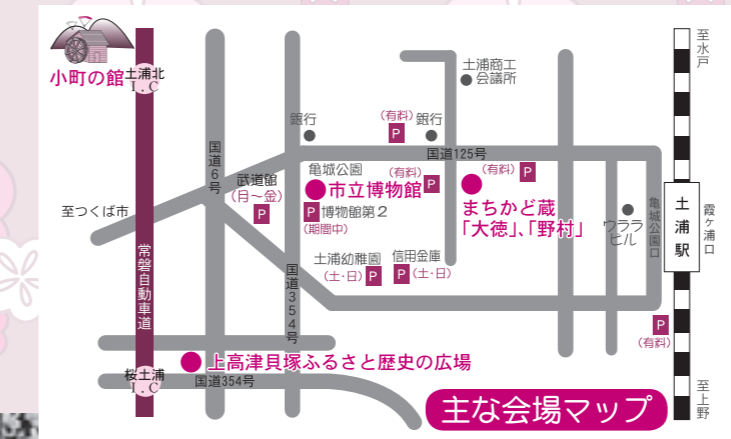 小町の館
土浦北
I.C
至水戸
土浦商工
会議所
銀行
(有料)
P
銀行
国道6号
国道125号
武道館
(月〜金)
P
亀城公園
(有料)
市立博物館
P
P 博物館第2
(期間中)
(有料)
P
まちかど蔵
「大徳」、「野村」
至つくば市
ウララ
ビル
亀城公園口
土浦駅
霞ヶ浦口
常磐自動車道
土浦幼稚園
(土・日)
P
信用金庫
P
(土・日)
国道354号
P
(有料)
上高津貝塚ふるさと歴史の広場
桜土浦
I.C
国道354号
至上野
主な会場マップ